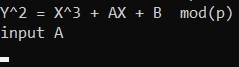 Y^2 = X^3 + AX + B  mod(p)
input A